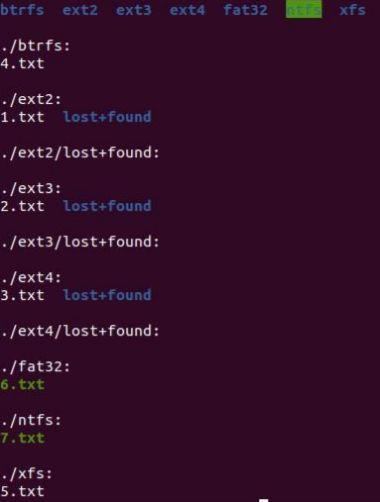 btrfs  ext2  ext3  ext4  fat32  ntfs  xfs
./btrfs:
4.txt
./ext2:
1.txt  lost+found
./ext2/lost+found:
./ext3:
2.txt  lost+found
./ext3/lost+found:
./ext4:
3.txt  lost+found
./ext4/lost+found:
./fat32:
6.txt
./ntfs:
7.txt
./xfs:
5.txt